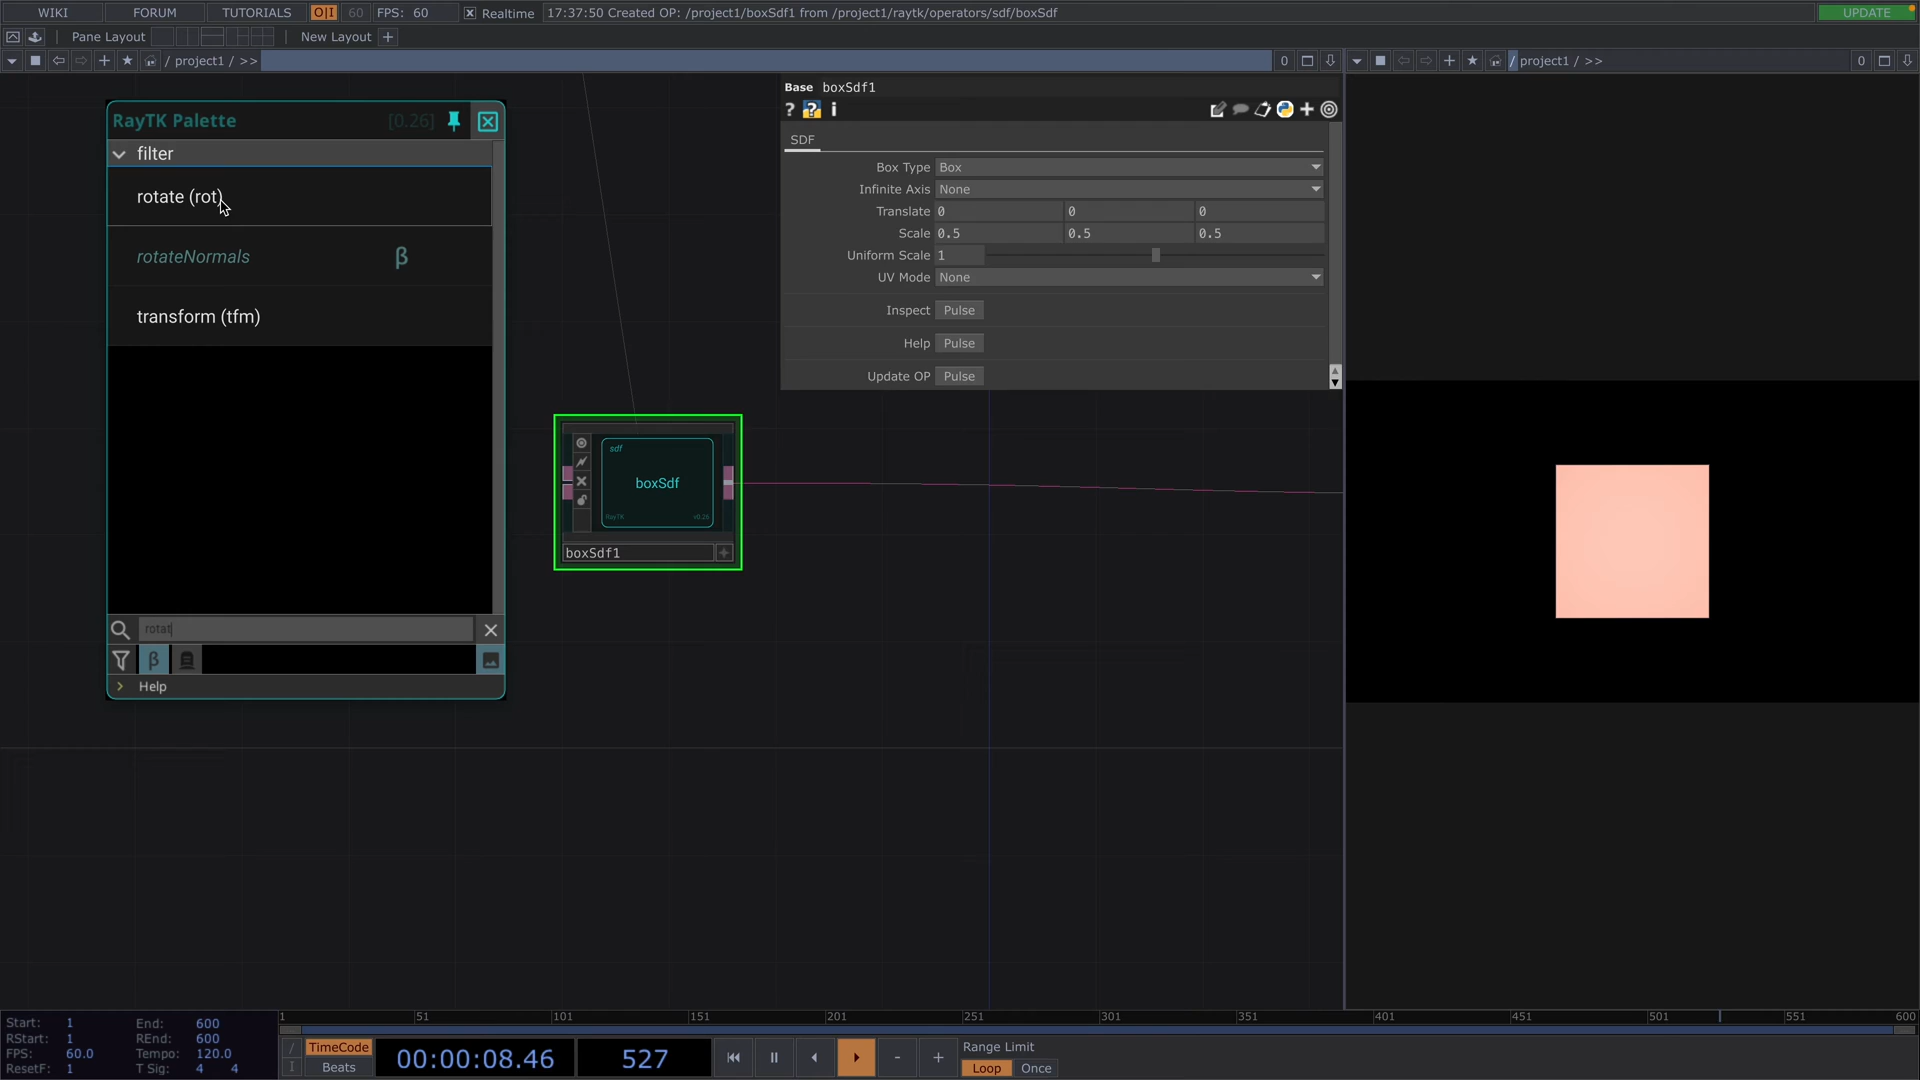 WIKI FORUM TUTORIALS O|I 60 FPS: 60 Realtime 17:37:50 Created OP: /project1/boxSdf1 from /project1/raytk/operators/sdf/boxSdf UPDATE
Pane Layout New Layout +
/ project1 / >> 0 / project1 / >> 0
RayTK Palette [0.26]
filter
rotate (rot)
rotateNormals β
transform (tfm)
rotat
β
Help
Base boxSdf1
? ? i
SDF
Box Type Box
Infinite Axis None
Translate 0 0 0
Scale 0.5 0.5 0.5
Uniform Scale 1
UV Mode None
Inspect Pulse
Help Pulse
Update OP Pulse
sdf
boxSdf
RayTK v0.26
boxSdf1
1 51 101 151 201 251 301 351 401 451 501 551 600
Start: 1 End: 600
RStart: 1 REnd: 600
FPS: 60.0 Tempo: 120.0
ResetF: 1 T Sig: 4 4
TimeCode
Beats
00:00:08.46 527
- +
Range Limit
Loop Once